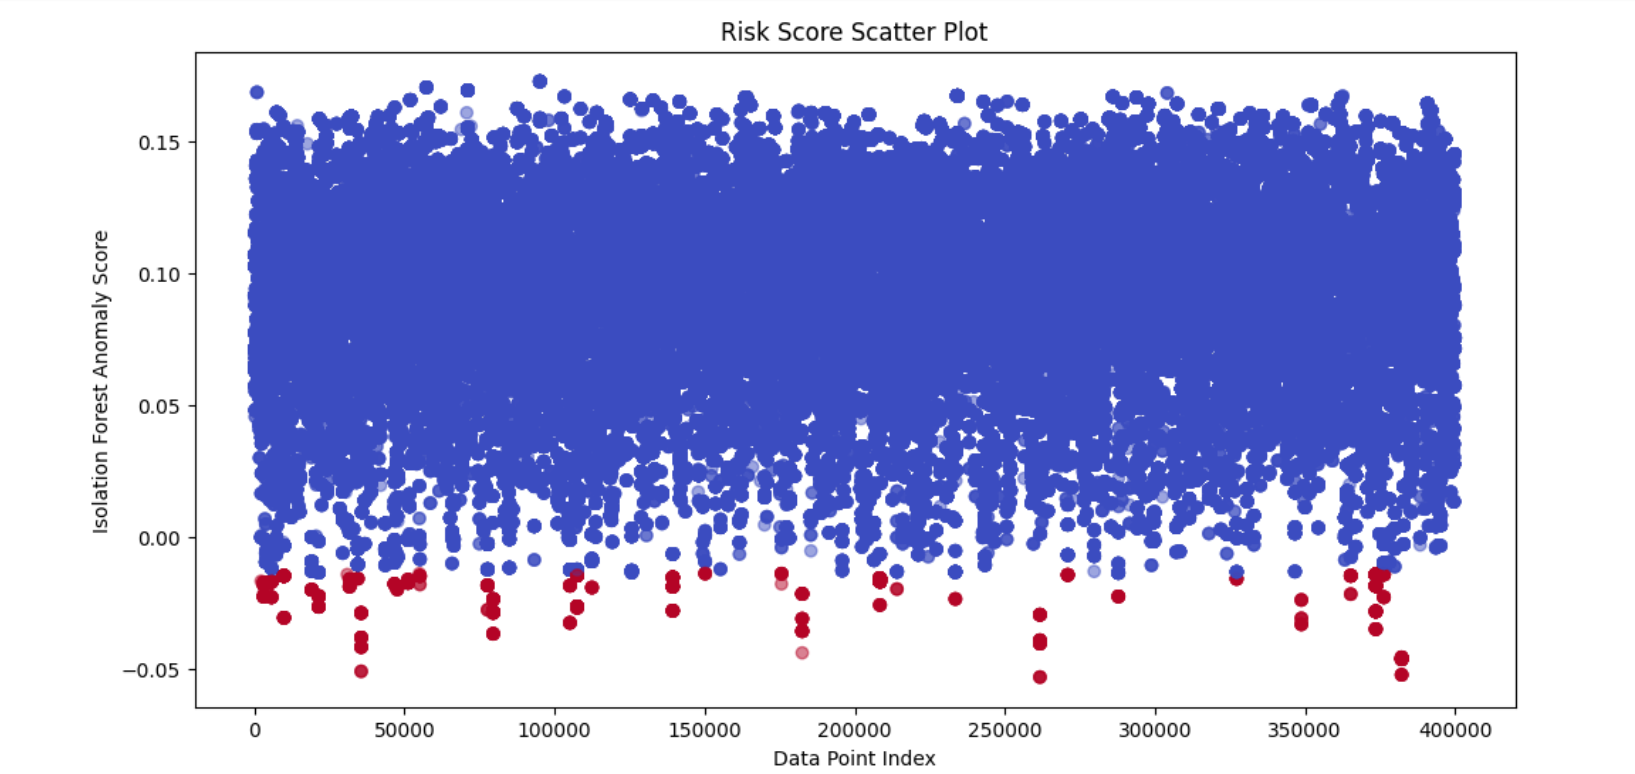 Risk Score Scatter Plot
Isolation Forest Anomaly Score
0.15
0.10
0.05
0.00
−0.05
0 50000 100000 150000 200000 250000 300000 350000 400000
Data Point Index